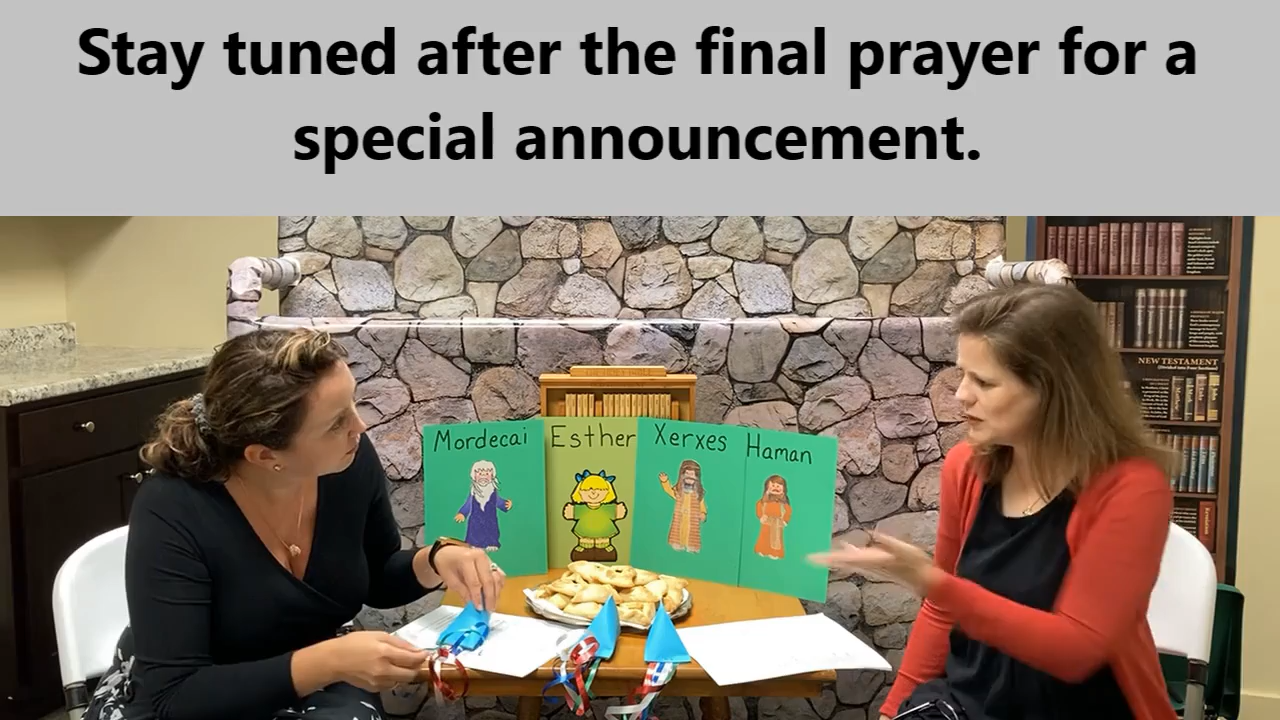 Stay tuned after the final prayer for a
special announcement.
Mordecai
Esther
Xerxes
Haman
NEW TESTAMENT